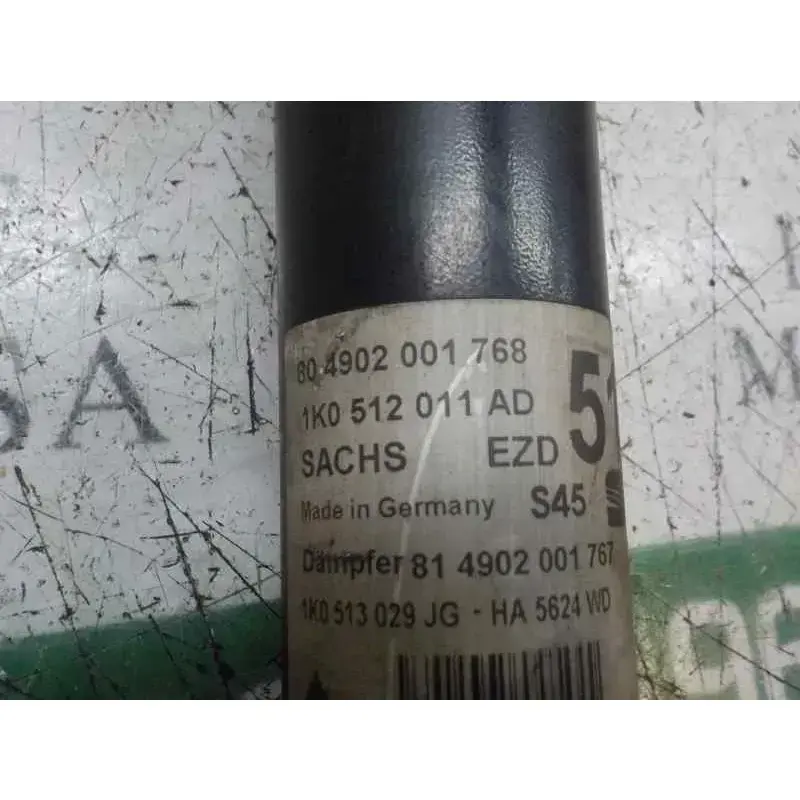 80 4902 001 768
1K0 512 011 AD
SACHS EZD
Made in Germany S45
Dämpfer 81 4902 001 767
1K0 513 029 JG - HA 5624 WD